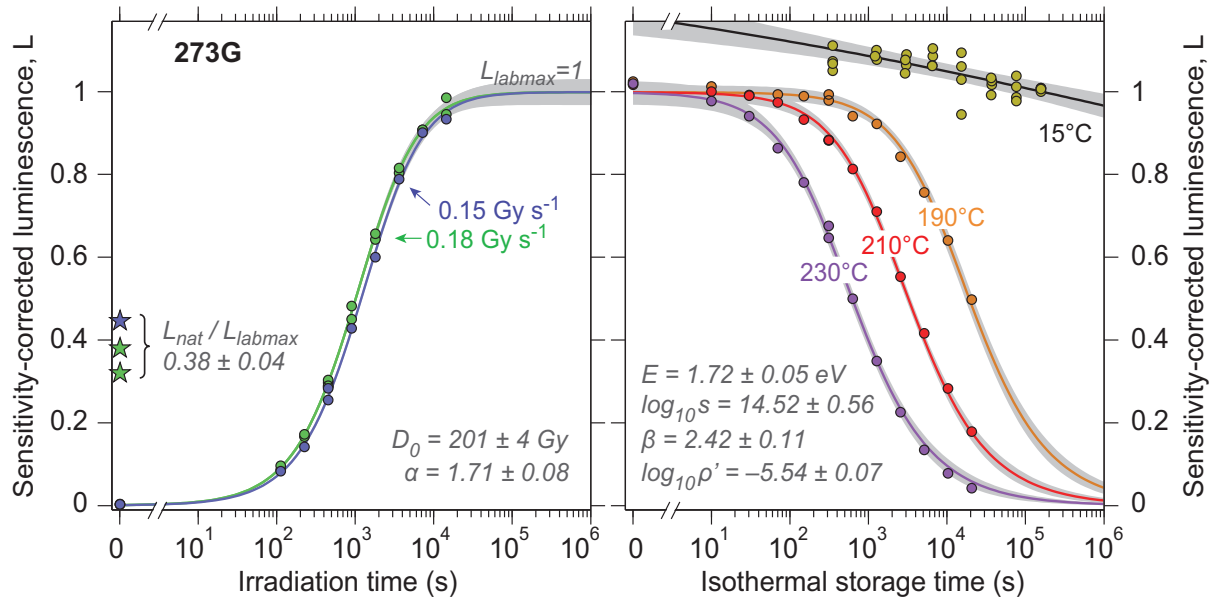 273G
L_labmax=1
Sensitivity-corrected luminescence, L
1
0.8
0.6
0.4
0.2
0
0.15 Gy s⁻¹
0.18 Gy s⁻¹
L_nat / L_labmax
0.38 ± 0.04
D₀ = 201 ± 4 Gy
α = 1.71 ± 0.08
0 10¹ 10² 10³ 10⁴ 10⁵ 10⁶
Irradiation time (s)
15°C
190°C
210°C
230°C
E = 1.72 ± 0.05 eV
log₁₀s = 14.52 ± 0.56
β = 2.42 ± 0.11
log₁₀ρ' = –5.54 ± 0.07
1
0.8
0.6
0.4
0.2
0
Sensitivity-corrected luminescence, L
0 10¹ 10² 10³ 10⁴ 10⁵ 10⁶
Isothermal storage time (s)